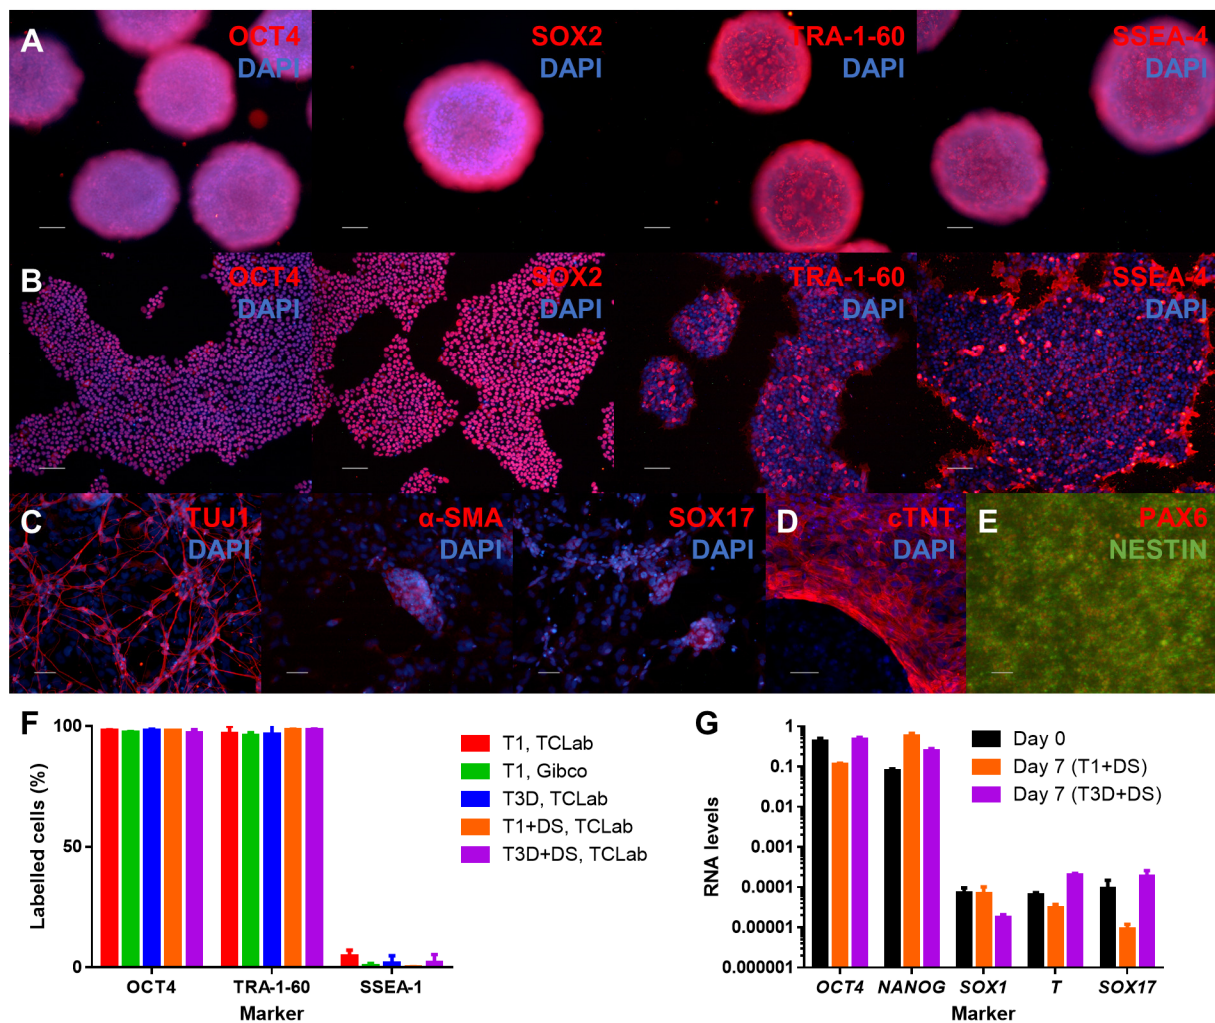 A
OCT4
DAPI
SOX2
DAPI
TRA-1-60
DAPI
SSEA-4
DAPI
B
OCT4
DAPI
SOX2
DAPI
TRA-1-60
DAPI
SSEA-4
DAPI
C
TUJ1
DAPI
α-SMA
DAPI
SOX17
DAPI
D
cTNT
DAPI
E
PAX6
NESTIN
F
Labelled cells (%)
100
50
0
OCT4
TRA-1-60
SSEA-1
Marker
T1, TCLab
T1, Gibco
T3D, TCLab
T1+DS, TCLab
T3D+DS, TCLab
G
RNA levels
1
0.1
0.01
0.001
0.0001
0.00001
0.000001
OCT4
NANOG
SOX1
T
SOX17
Marker
Day 0
Day 7 (T1+DS)
Day 7 (T3D+DS)